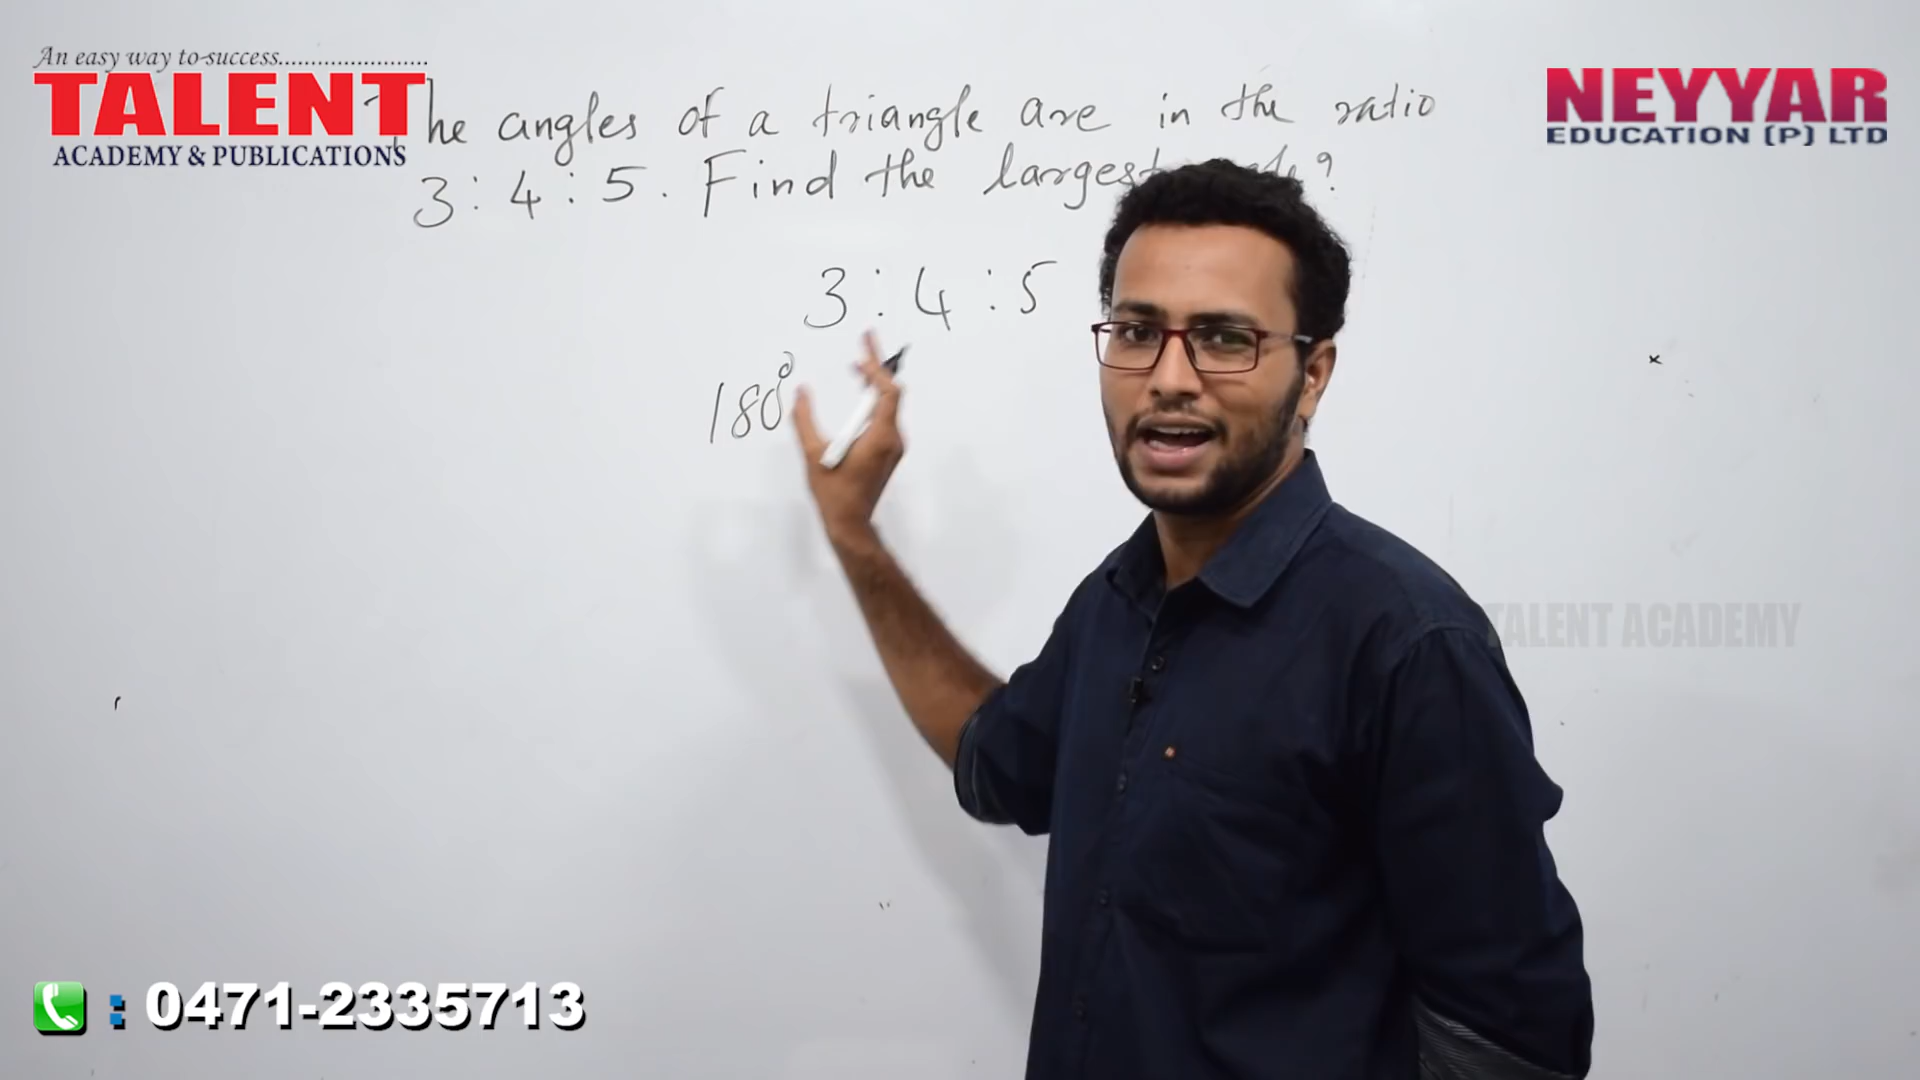 An easy way to success.......................
TALENT
ACADEMY & PUBLICATIONS
NEYYAR
EDUCATION (P) LTD
The angles of a triangle are in the ratio
3 : 4 : 5 . Find the largest ?
3 : 4 : 5
180°
TALENT ACADEMY
: 0471-2335713